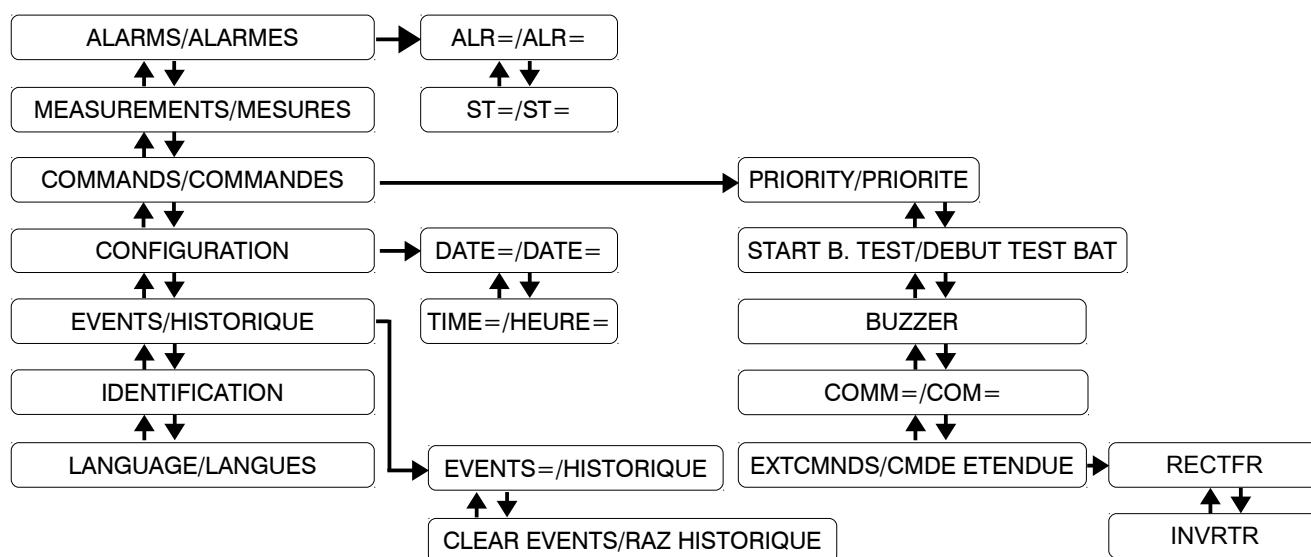 ALARMS/ALARMES
ALR=/ALR=
MEASUREMENTS/MESURES
ST=/ST=
COMMANDS/COMMANDES
PRIORITY/PRIORITE
CONFIGURATION
DATE=/DATE=
START B. TEST/DEBUT TEST BAT
EVENTS/HISTORIQUE
TIME=/HEURE=
BUZZER
IDENTIFICATION
COMM=/COM=
LANGUAGE/LANGUES
EVENTS=/HISTORIQUE
EXTCMNDS/CMDE ETENDUE
RECTFR
CLEAR EVENTS/RAZ HISTORIQUE
INVRTR